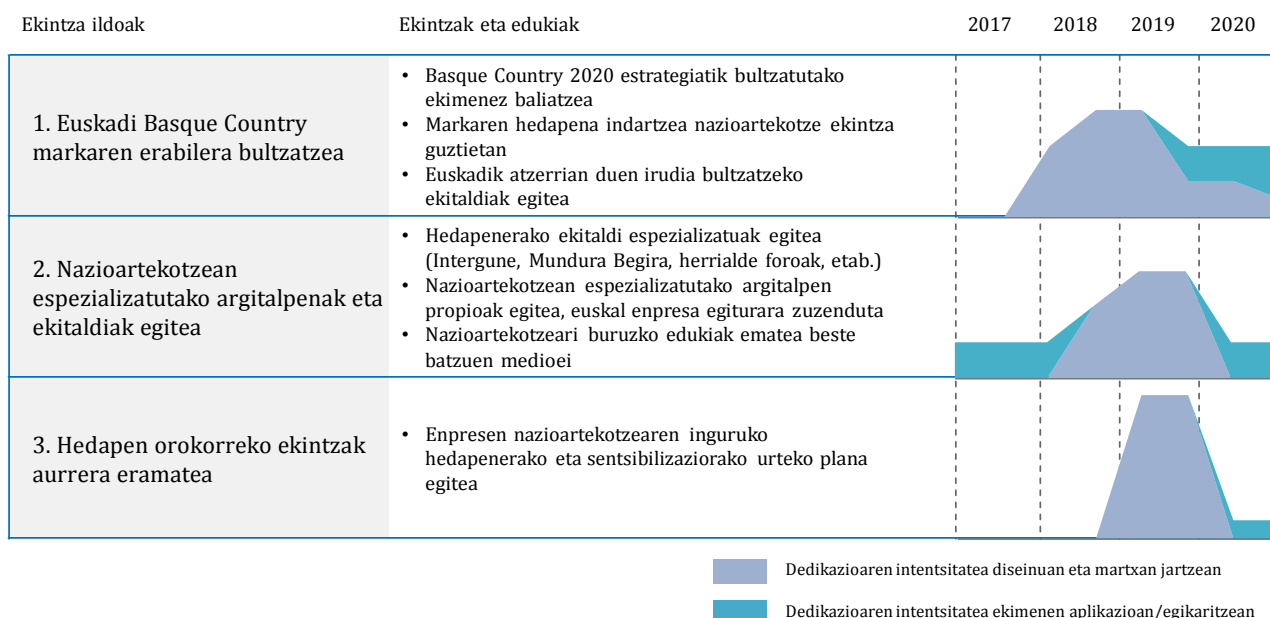 Ekintza ildoak
Ekintzak eta edukiak
2017
2018
2019
2020
1. Euskadi Basque Country
markaren erabilera bultzatzea
• Basque Country 2020 estrategiatik bultzatutako
ekimenez baliatzea
• Markaren hedapena indartzea nazioartekotze ekintza
guztietan
• Euskadik atzerrian duen irudia bultzatzeko
ekitaldiak egitea
2. Nazioartekotzean
espezializatutako argitalpenak eta
ekitaldiak egitea
• Hedapenerako ekitaldi espezializatuak egitea
(Intergune, Mundura Begira, herrialde foroak, etab.)
• Nazioartekotzean espezializatutako argitalpen
propioak egitea, euskal enpresa egiturara zuzenduta
• Nazioartekotzeari buruzko edukiak ematea beste
batzuen medioei
3. Hedapen orokorreko ekintzak
aurrera eramatea
• Enpresen nazioartekotzearen inguruko
hedapenerako eta sentsibilizaziorako urteko plana
egitea
Dedikazioaren intentsitatea diseinuan eta martxan jartzean
Dedikazioaren intentsitatea ekimenen aplikazioan/egikaritzean